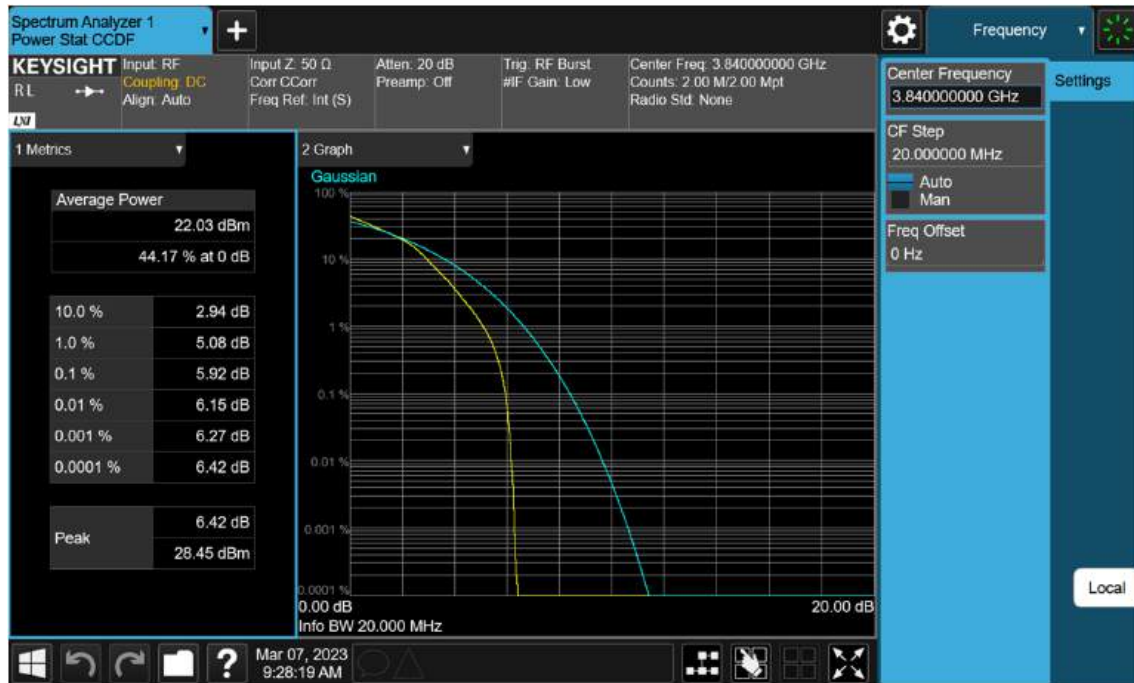 Spectrum Analyzer 1
Power Stat CCDF
Frequency
KEYSIGHT
RL
LXI
Input: RF
Coupling: DC
Align: Auto
Input Z: 50 Ω
Corr CCorr
Freq Ref: Int (S)
Atten: 20 dB
Preamp: Off
Trig: RF Burst
#IF Gain: Low
Center Freq: 3.840000000 GHz
Counts: 2.00 M/2.00 Mpt
Radio Std: None
Center Frequency
3.840000000 GHz
Settings
CF Step
20.000000 MHz
Auto
Man
Freq Offset
0 Hz
1 Metrics
Average Power
22.03 dBm
44.17 % at 0 dB
10.0 % 2.94 dB
1.0 % 5.08 dB
0.1 % 5.92 dB
0.01 % 6.15 dB
0.001 % 6.27 dB
0.0001 % 6.42 dB
Peak
6.42 dB
28.45 dBm
2 Graph
Gaussian
100 %
10 %
1 %
0.1 %
0.01 %
0.001 %
0.0001 %
0.00 dB 20.00 dB
Info BW 20.000 MHz
Local
?
Mar 07, 2023
9:28:19 AM